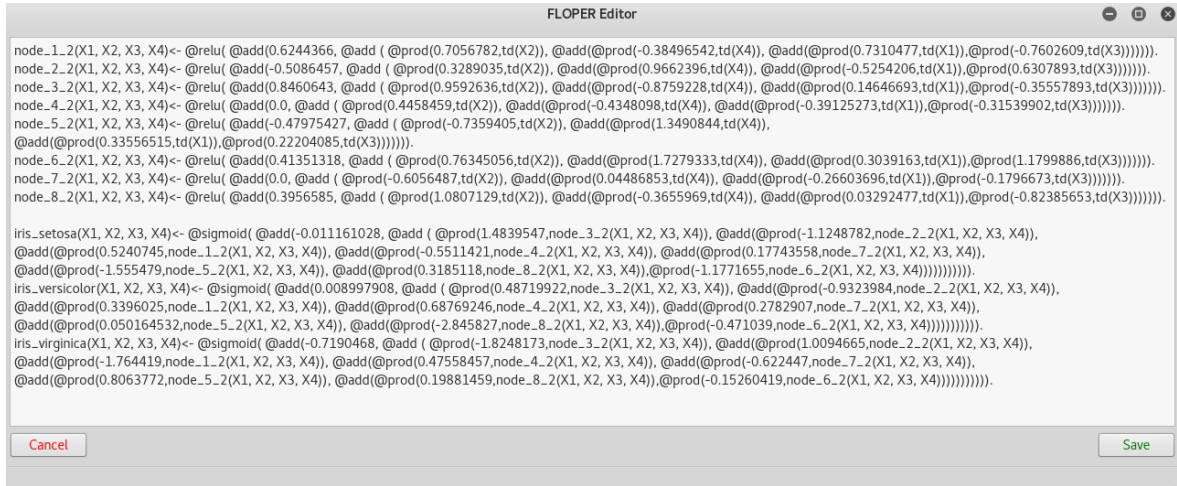 FLOPER Editor
node_1_2(X1, X2, X3, X4)<- @relu( @add(0.6244366, @add ( @prod(0.7056782,td(X2)), @add(@prod(-0.38496542,td(X4)), @add(@prod(0.7310477,td(X1)),@prod(-0.7602609,td(X3))))))).
node_2_2(X1, X2, X3, X4)<- @relu( @add(-0.5086457, @add ( @prod(0.3289035,td(X2)), @add(@prod(0.9662396,td(X4)), @add(@prod(-0.5254206,td(X1)),@prod(0.6307893,td(X3))))))).
node_3_2(X1, X2, X3, X4)<- @relu( @add(0.8460643, @add ( @prod(0.9592636,td(X2)), @add(@prod(-0.8759228,td(X4)), @add(@prod(0.14646693,td(X1)),@prod(-0.35557893,td(X3))))))).
node_4_2(X1, X2, X3, X4)<- @relu( @add(0.0, @add ( @prod(0.4458459,td(X2)), @add(@prod(-0.4348098,td(X4)), @add(@prod(-0.39125273,td(X1)),@prod(-0.31539902,td(X3))))))).
node_5_2(X1, X2, X3, X4)<- @relu( @add(-0.47975427, @add ( @prod(-0.7359405,td(X2)), @add(@prod(1.3490844,td(X4)),
@add(@prod(0.33556515,td(X1)),@prod(0.22204085,td(X3))))))).
node_6_2(X1, X2, X3, X4)<- @relu( @add(0.41351318, @add ( @prod(0.76345056,td(X2)), @add(@prod(1.7279333,td(X4)), @add(@prod(0.3039163,td(X1)),@prod(1.1799886,td(X3))))))).
node_7_2(X1, X2, X3, X4)<- @relu( @add(0.0, @add ( @prod(-0.6056487,td(X2)), @add(@prod(0.04486853,td(X4)), @add(@prod(-0.26603696,td(X1)),@prod(-0.1796673,td(X3))))))).
node_8_2(X1, X2, X3, X4)<- @relu( @add(0.3956585, @add ( @prod(1.0807129,td(X2)), @add(@prod(-0.3655969,td(X4)), @add(@prod(0.03292477,td(X1)),@prod(-0.82385653,td(X3))))))).
iris_setosa(X1, X2, X3, X4)<- @sigmoid( @add(-0.011161028, @add ( @prod(1.4839547,node_3_2(X1, X2, X3, X4)), @add(@prod(-1.1248782,node_2_2(X1, X2, X3, X4)),
@add(@prod(0.5240745,node_1_2(X1, X2, X3, X4)), @add(@prod(-0.5511421,node_4_2(X1, X2, X3, X4)), @add(@prod(0.17743558,node_7_2(X1, X2, X3, X4)),
@add(@prod(-1.555479,node_5_2(X1, X2, X3, X4)), @add(@prod(0.3185118,node_8_2(X1, X2, X3, X4)),@prod(-1.1771655,node_6_2(X1, X2, X3, X4))))))))))).
iris_versicolor(X1, X2, X3, X4)<- @sigmoid( @add(0.008997908, @add ( @prod(0.48719922,node_3_2(X1, X2, X3, X4)), @add(@prod(-0.9323984,node_2_2(X1, X2, X3, X4)),
@add(@prod(0.3396025,node_1_2(X1, X2, X3, X4)), @add(@prod(0.68769246,node_4_2(X1, X2, X3, X4)), @add(@prod(0.2782907,node_7_2(X1, X2, X3, X4)),
@add(@prod(0.050164532,node_5_2(X1, X2, X3, X4)), @add(@prod(-2.845827,node_8_2(X1, X2, X3, X4)),@prod(-0.471039,node_6_2(X1, X2, X3, X4))))))))))).
iris_virginica(X1, X2, X3, X4)<- @sigmoid( @add(-0.7190468, @add ( @prod(-1.8248173,node_3_2(X1, X2, X3, X4)), @add(@prod(1.0094665,node_2_2(X1, X2, X3, X4)),
@add(@prod(-1.764419,node_1_2(X1, X2, X3, X4)), @add(@prod(0.47558457,node_4_2(X1, X2, X3, X4)), @add(@prod(-0.622447,node_7_2(X1, X2, X3, X4)),
@add(@prod(0.8063772,node_5_2(X1, X2, X3, X4)), @add(@prod(0.19881459,node_8_2(X1, X2, X3, X4)),@prod(-0.15260419,node_6_2(X1, X2, X3, X4))))))))))).
Cancel
Save